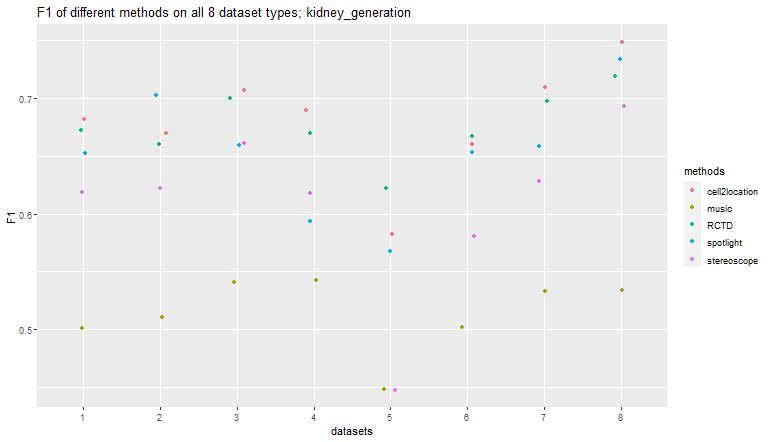 F1 of different methods on all 8 dataset types; kidney_generation
F1
0.7
0.6
0.5
1 2 3 4 5 6 7 8
datasets
methods
cell2location
music
RCTD
spotlight
stereoscope